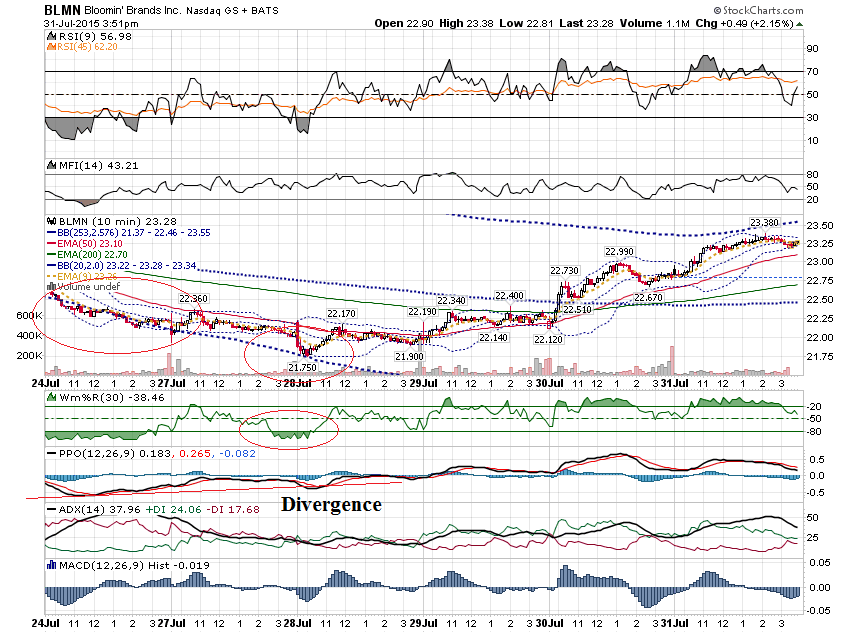 BLMN Bloomin' Brands Inc. Nasdaq GS + BATS
© StockCharts.com
31-Jul-2015 3:51pm
Open 22.90 High 23.38 Low 22.81 Last 23.28 Volume 1.1M Chg +0.49 (+2.15%)
RSI(9) 56.98
RSI(45) 62.20
90
70
50
30
10
MFI(14) 43.21
80
50
20
BLMN (10 min) 23.28
BB(253,2.576) 21.37 - 22.46 - 23.55
EMA(50) 23.10
EMA(200) 22.70
BB(20,2.0) 23.22 - 23.28 - 23.34
EMA(9) 23.26
Volume undef
23.380
22.990
22.730
22.670
22.510
22.360
22.340
22.400
22.170
22.190
22.140
22.120
21.900
21.750
23.50
23.25
23.00
22.75
22.50
22.25
22.00
21.75
600K
400K
200K
24Jul 11 12 1 2 3 27Jul 11 12 1 2 3 28Jul 11 12 1 2 3 29Jul 11 12 1 2 3 30Jul 11 12 1 2 3 31Jul 11 12 1 2 3
Wm%R(30) -38.46
-20
-50
-80
PPO(12,26,9) 0.183, 0.265, -0.082
0.5
0.0
-0.5
Divergence
ADX(14) 37.96 +DI 24.06 -DI 17.68
50
25
MACD(12,26,9) Hist -0.019
0.05
0.00
-0.05
24Jul 11 12 1 2 3 27Jul 11 12 1 2 3 28Jul 11 12 1 2 3 29Jul 11 12 1 2 3 30Jul 11 12 1 2 3 31Jul 11 12 1 2 3